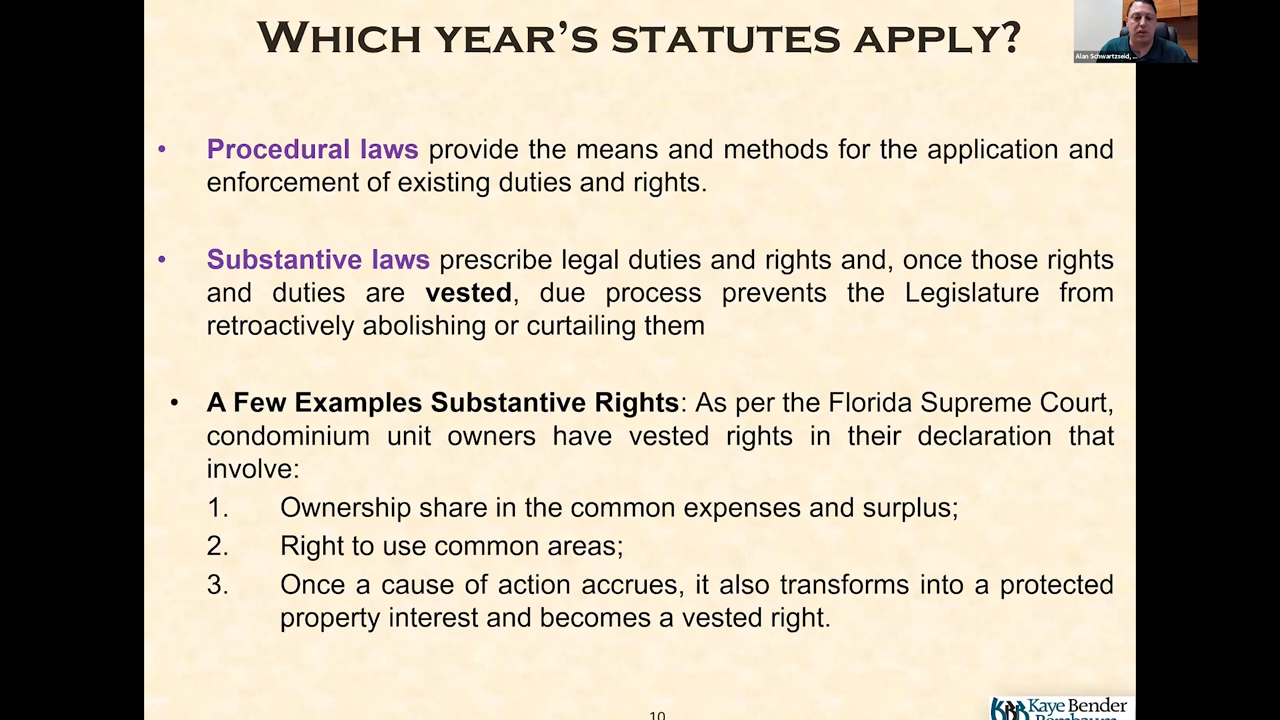 WHICH YEAR'S STATUTES APPLY?
Alan Schwartzseid, ...
• Procedural laws provide the means and methods for the application and
enforcement of existing duties and rights.
• Substantive laws prescribe legal duties and rights and, once those rights
and duties are vested, due process prevents the Legislature from
retroactively abolishing or curtailing them
• A Few Examples Substantive Rights: As per the Florida Supreme Court,
condominium unit owners have vested rights in their declaration that
involve:
1. Ownership share in the common expenses and surplus;
2. Right to use common areas;
3. Once a cause of action accrues, it also transforms into a protected
property interest and becomes a vested right.
10
KBR Kaye Bender
Rembaum